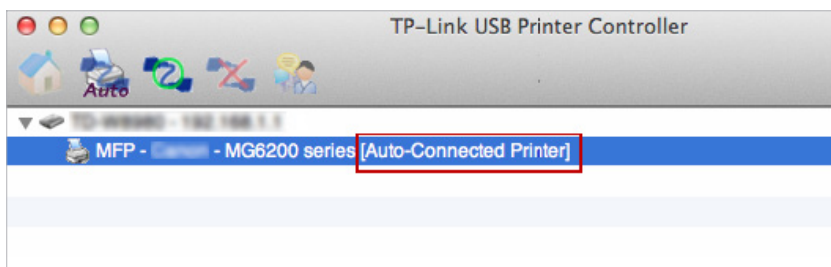 TP-Link USB Printer Controller
Auto
MFP - - MG6200 series [Auto-Connected Printer]